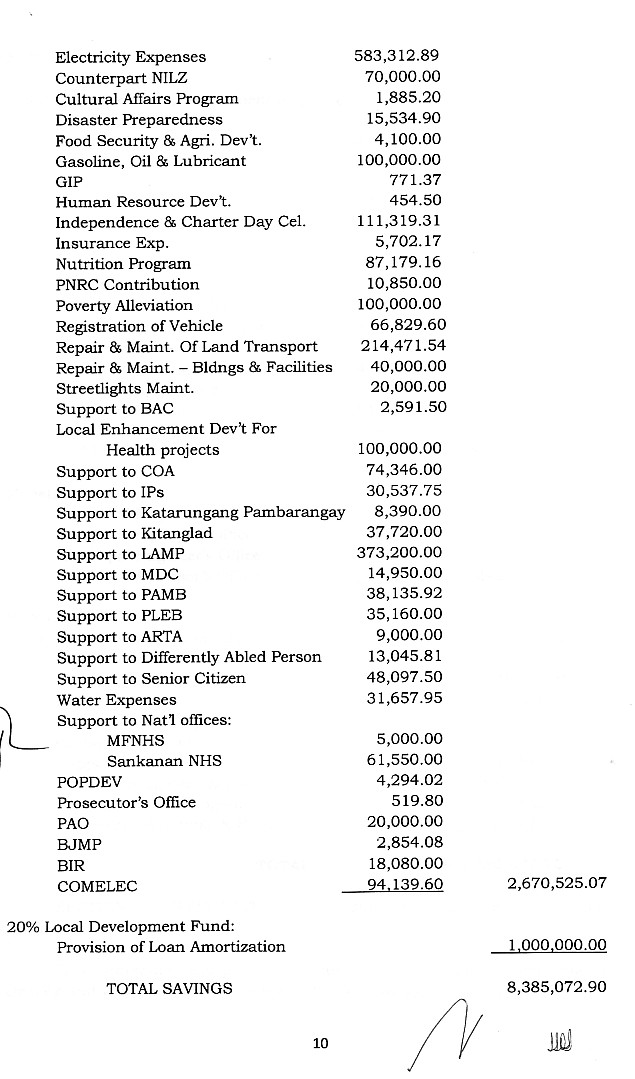 Electricity Expenses 583,312.89
Counterpart NILZ 70,000.00
Cultural Affairs Program 1,885.20
Disaster Preparedness 15,534.90
Food Security & Agri. Dev't. 4,100.00
Gasoline, Oil & Lubricant 100,000.00
GIP 771.37
Human Resource Dev't. 454.50
Independence & Charter Day Cel. 111,319.31
Insurance Exp. 5,702.17
Nutrition Program 87,179.16
PNRC Contribution 10,850.00
Poverty Alleviation 100,000.00
Registration of Vehicle 66,829.60
Repair & Maint. Of Land Transport 214,471.54
Repair & Maint. – Bldngs & Facilities 40,000.00
Streetlights Maint. 20,000.00
Support to BAC 2,591.50
Local Enhancement Dev't For
Health projects 100,000.00
Support to COA 74,346.00
Support to IPs 30,537.75
Support to Katarungang Pambarangay 8,390.00
Support to Kitanglad 37,720.00
Support to LAMP 373,200.00
Support to MDC 14,950.00
Support to PAMB 38,135.92
Support to PLEB 35,160.00
Support to ARTA 9,000.00
Support to Differently Abled Person 13,045.81
Support to Senior Citizen 48,097.50
Water Expenses 31,657.95
Support to Nat'l offices:
MFNHS 5,000.00
Sankanan NHS 61,550.00
POPDEV 4,294.02
Prosecutor's Office 519.80
PAO 20,000.00
BJMP 2,854.08
BIR 18,080.00
COMELEC 94,139.60 2,670,525.07
20% Local Development Fund:
Provision of Loan Amortization 1,000,000.00
TOTAL SAVINGS 8,385,072.90
10